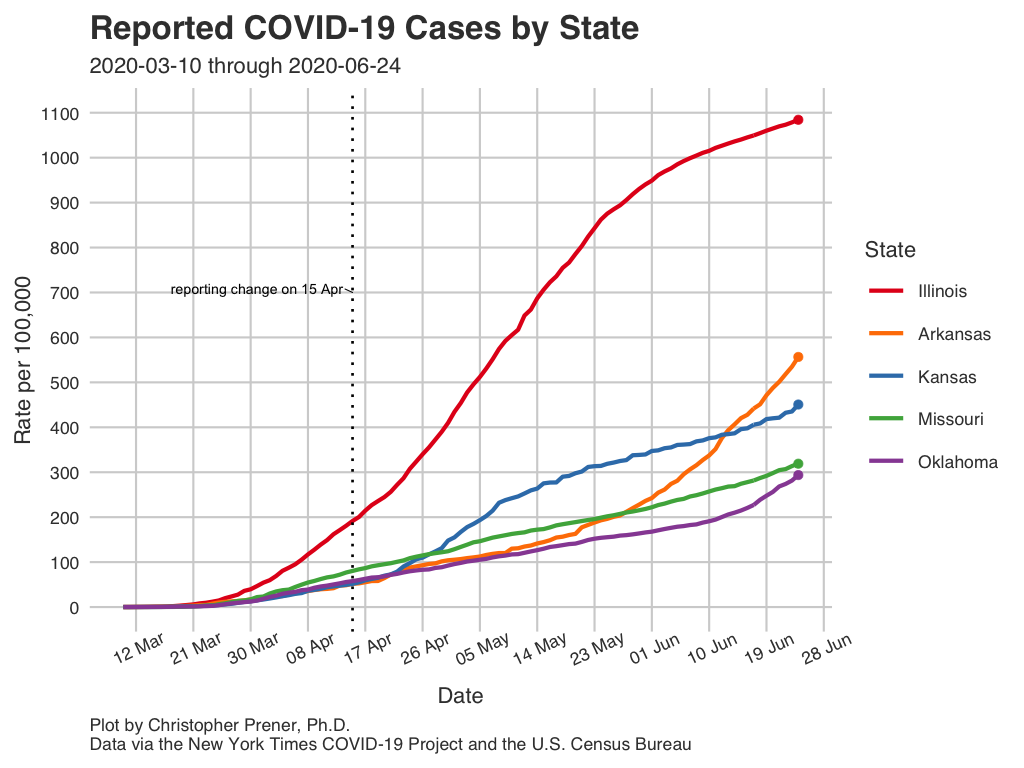 Reported COVID-19 Cases by State
2020-03-10 through 2020-06-24
Rate per 100,000
1100
1000
900
800
700
600
500
400
300
200
100
0
reporting change on 15 Apr
12 Mar
21 Mar
30 Mar
08 Apr
17 Apr
26 Apr
05 May
14 May
23 May
01 Jun
10 Jun
19 Jun
28 Jun
Date
State
Illinois
Arkansas
Kansas
Missouri
Oklahoma
Plot by Christopher Prener, Ph.D.
Data via the New York Times COVID-19 Project and the U.S. Census Bureau